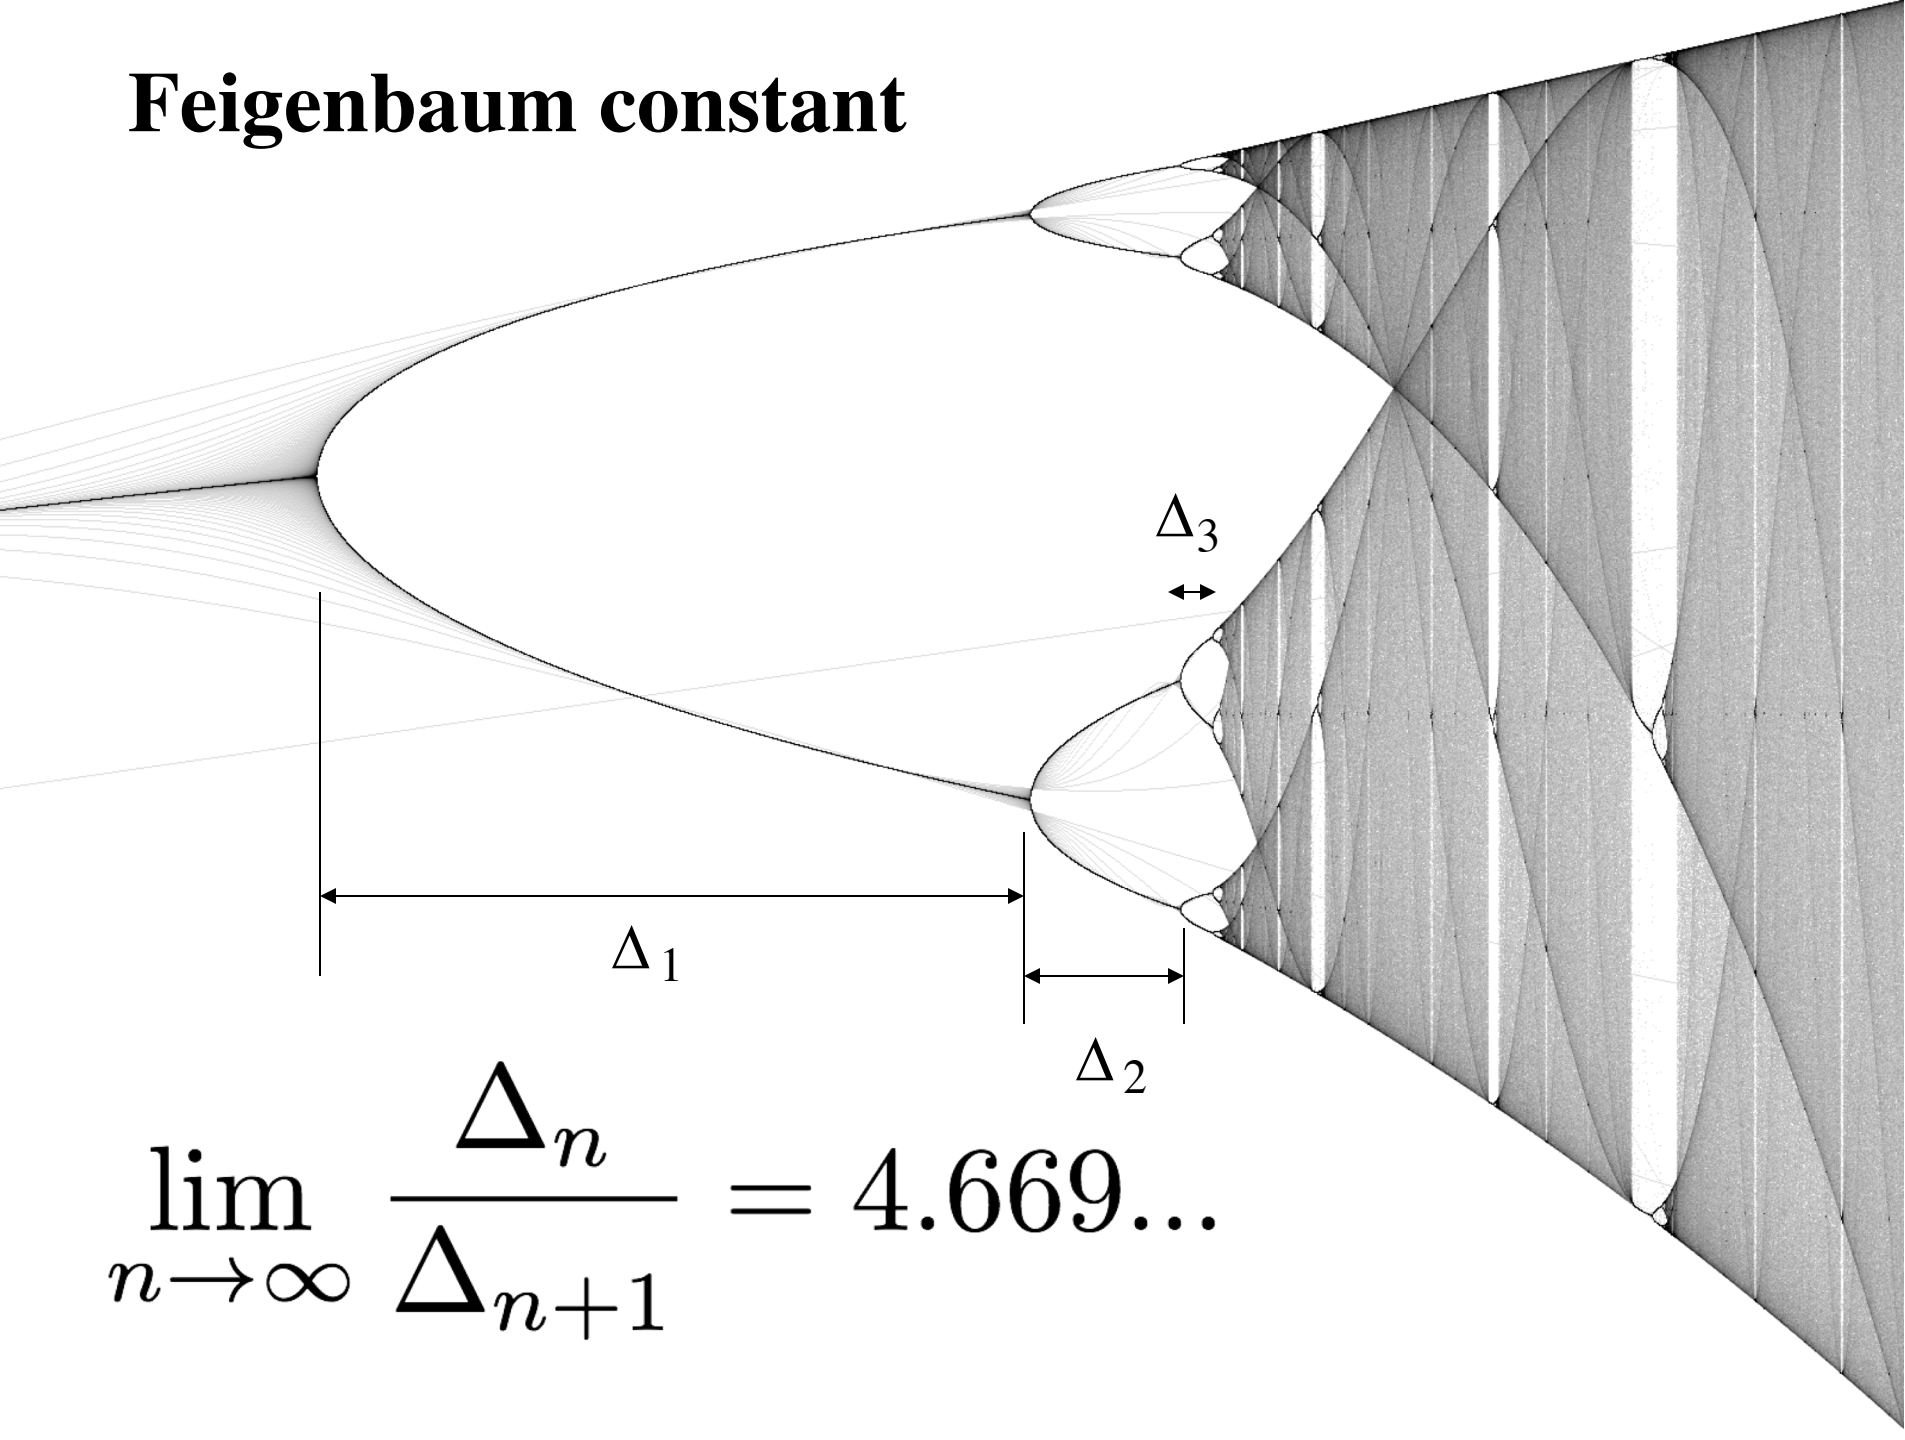 Feigenbaum constant
Δ₃
Δ₁
Δ₂
lim n→∞ Δₙ / Δₙ₊₁ = 4.669...